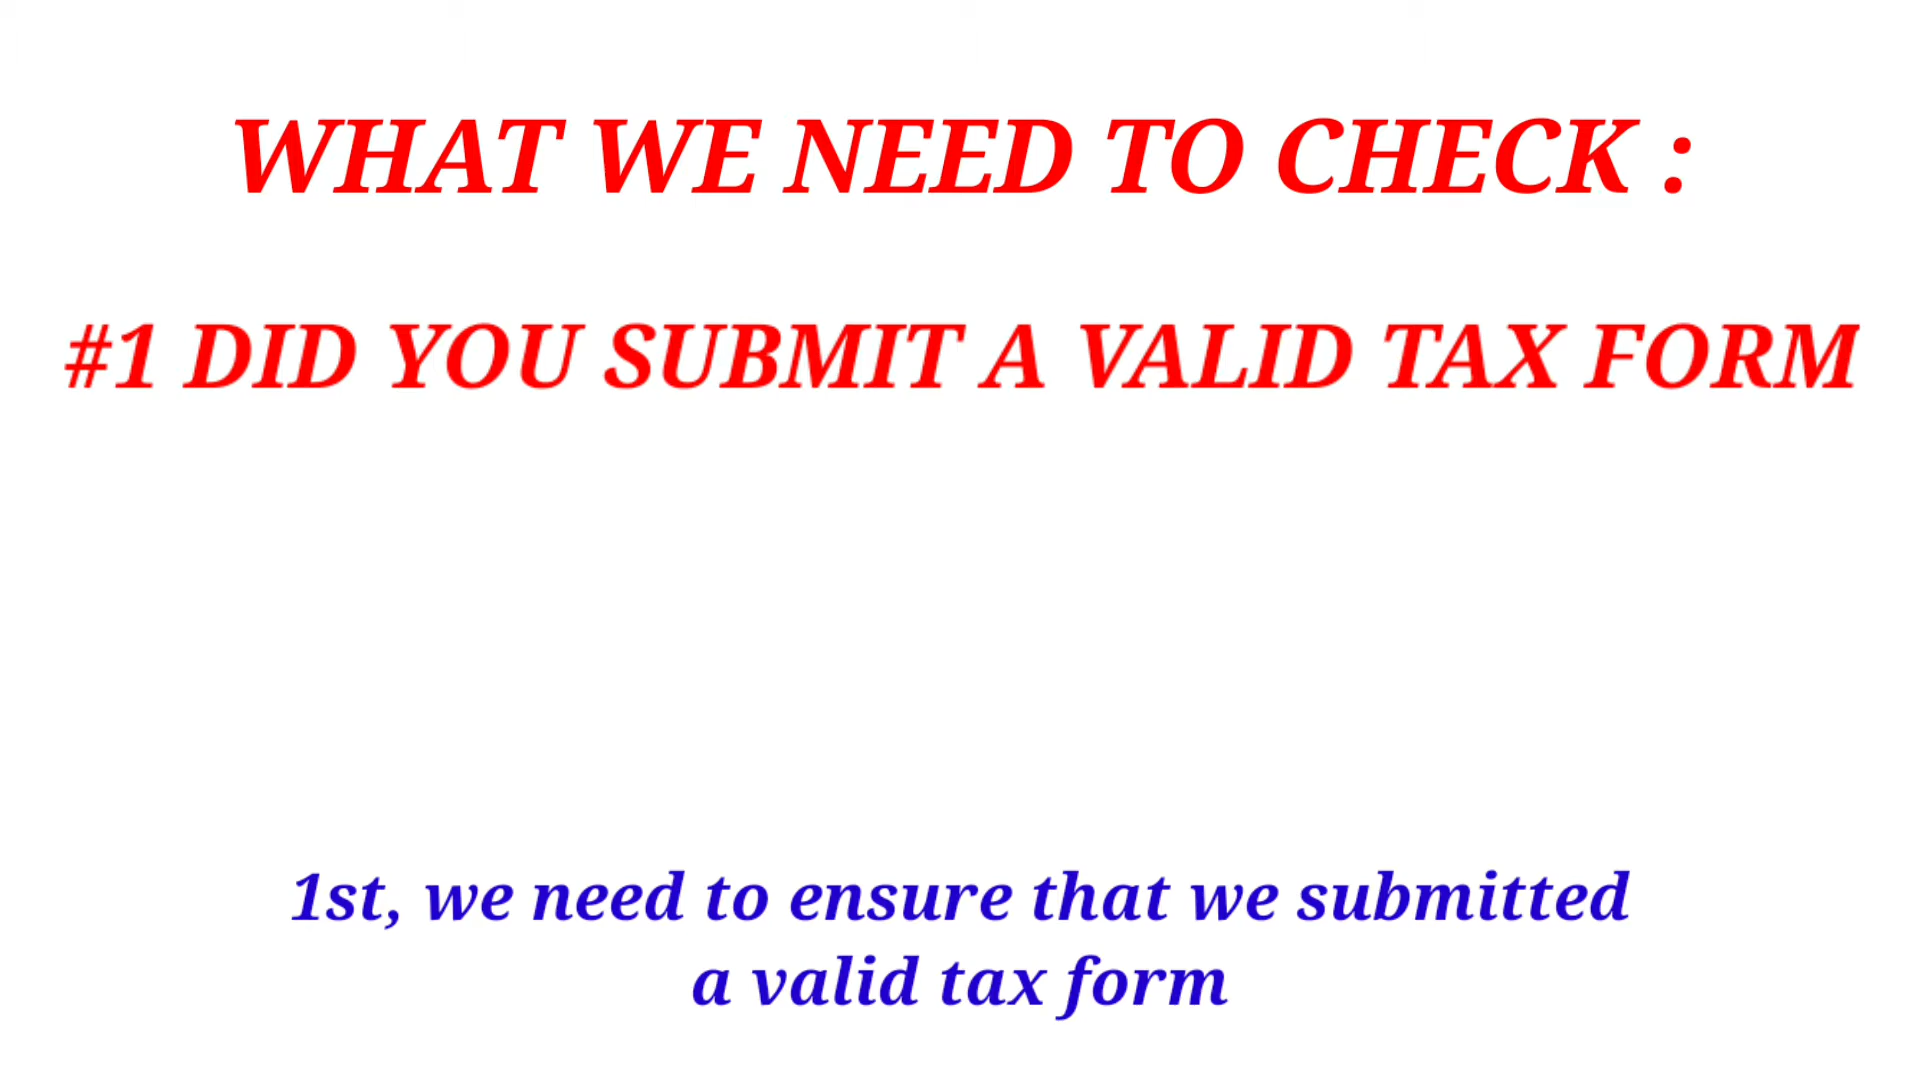 WHAT WE NEED TO CHECK :
#1 DID YOU SUBMIT A VALID TAX FORM
1st, we need to ensure that we submitted
a valid tax form